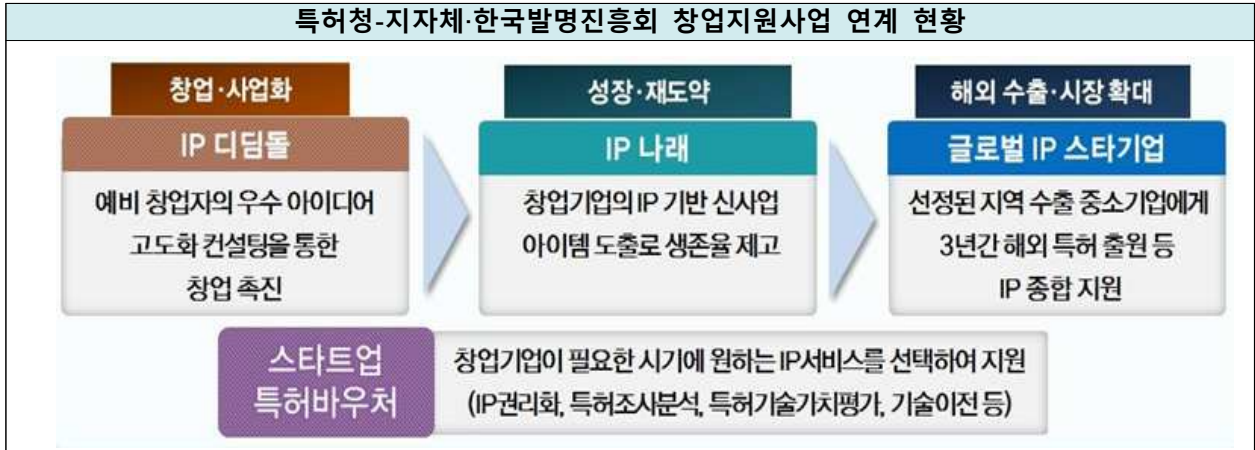 특허청-지자체·한국발명진흥회 창업지원사업 연계 현황
창업·사업화
IP 디딤돌
예비 창업자의 우수 아이디어
고도화 컨설팅을 통한
창업 촉진
성장·재도약
IP 나래
창업기업의 IP 기반 신사업
아이템 도출로 생존율 제고
해외 수출·시장 확대
글로벌 IP 스타기업
선정된 지역 수출 중소기업에게
3년간 해외 특허 출원 등
IP 종합 지원
스타트업
특허바우처
창업기업이 필요한 시기에 원하는 IP서비스를 선택하여 지원
(IP권리화, 특허조사분석, 특허기술가치평가, 기술이전 등)